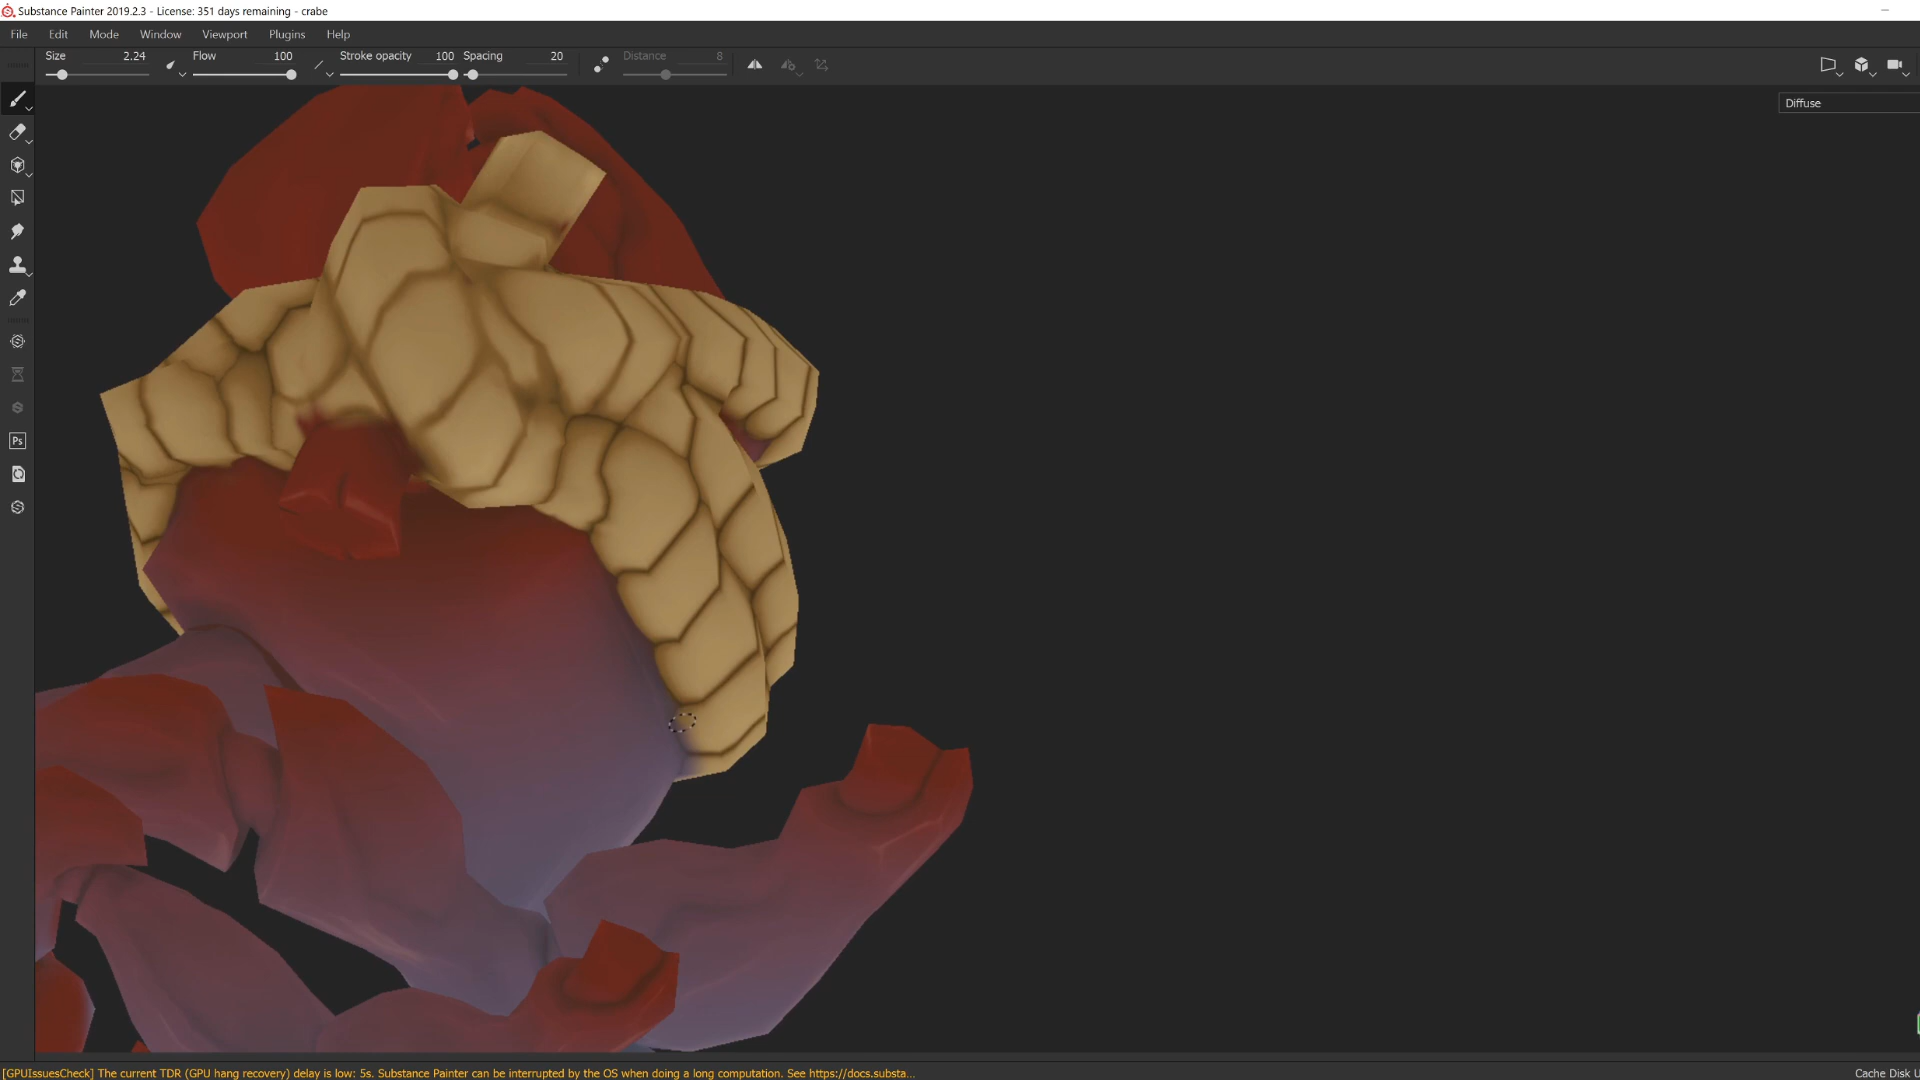 Substance Painter 2019.2.3 - License: 351 days remaining - crabe
File Edit Mode Window Viewport Plugins Help
Size 2.24 Flow 100 Stroke opacity 100 Spacing 20 Distance 8
Diffuse
Ps
[GPUIssuesCheck] The current TDR (GPU hang recovery) delay is low: 5s. Substance Painter can be interrupted by the OS when doing a long computation. See https://docs.substa...
Cache Disk U